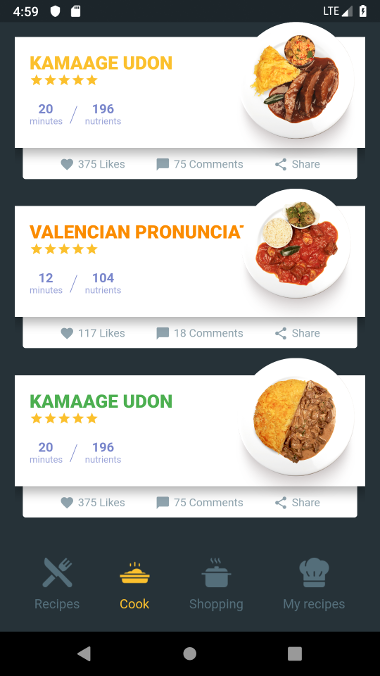 4:59 LTE
KAMAAGE UDON
20 196
minutes / nutrients
375 Likes 75 Comments Share
VALENCIAN PRONUNCIAT
12 104
minutes / nutrients
117 Likes 18 Comments Share
KAMAAGE UDON
20 196
minutes / nutrients
375 Likes 75 Comments Share
Recipes Cook Shopping My recipes